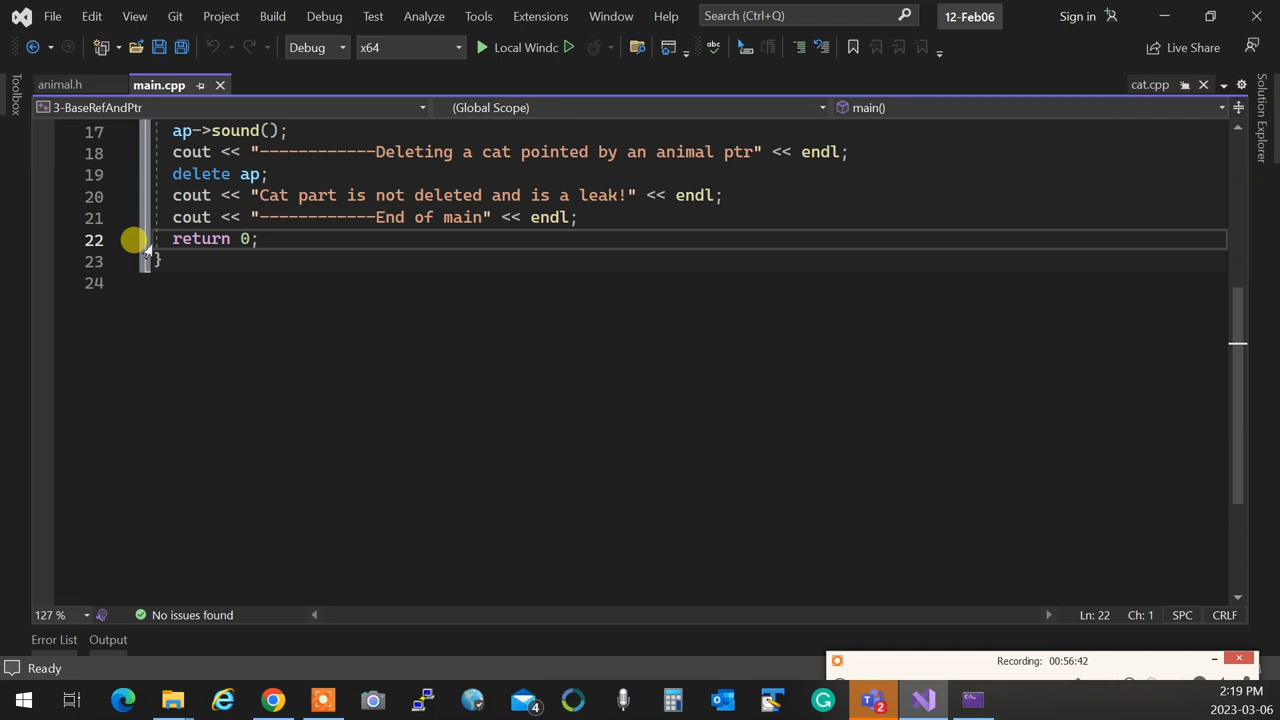 File Edit View Git Project Build Debug Test Analyze Tools Extensions Window Help Search (Ctrl+Q) 12-Feb06 Sign in
Debug x64 Local Windc Live Share
animal.h main.cpp cat.cpp
3-BaseRefAndPtr (Global Scope) main()
Toolbox
Solution Explorer
17 ap->sound();
18 cout << "------------Deleting a cat pointed by an animal ptr" << endl;
19 delete ap;
20 cout << "Cat part is not deleted and is a leak!" << endl;
21 cout << "------------End of main" << endl;
22 return 0;
23 }
24
127 % No issues found Ln: 22 Ch: 1 SPC CRLF
Error List Output
Ready
Recording: 00:56:42
4
2
2:19 PM
2023-03-06